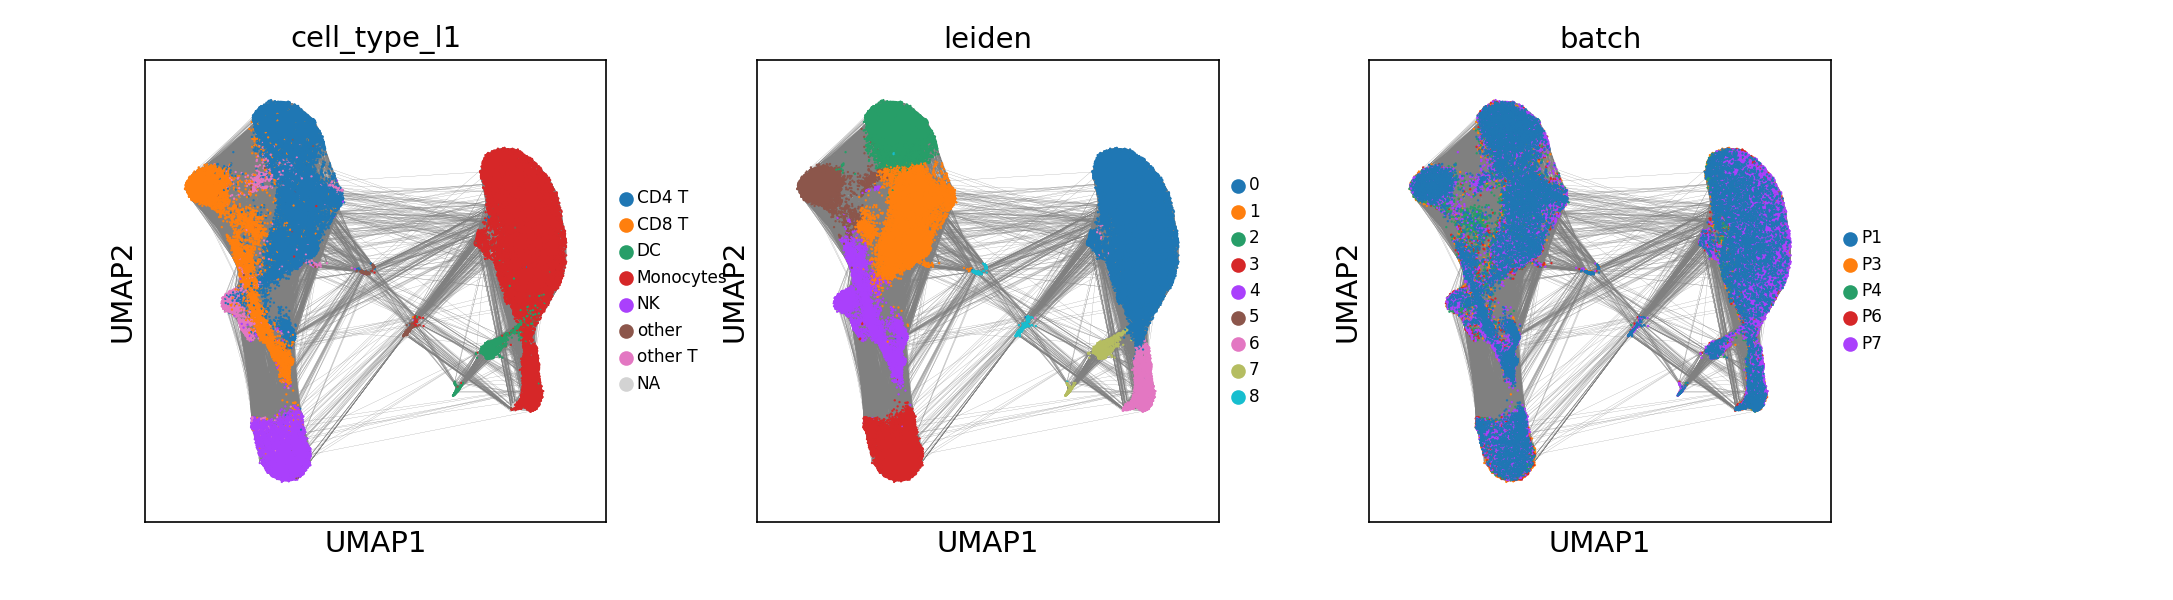 cell_type_l1
UMAP2
UMAP1
CD4 T
CD8 T
DC
Monocytes
NK
other
other T
NA
leiden
UMAP2
UMAP1
0
1
2
3
4
5
6
7
8
batch
UMAP2
UMAP1
P1
P3
P4
P6
P7